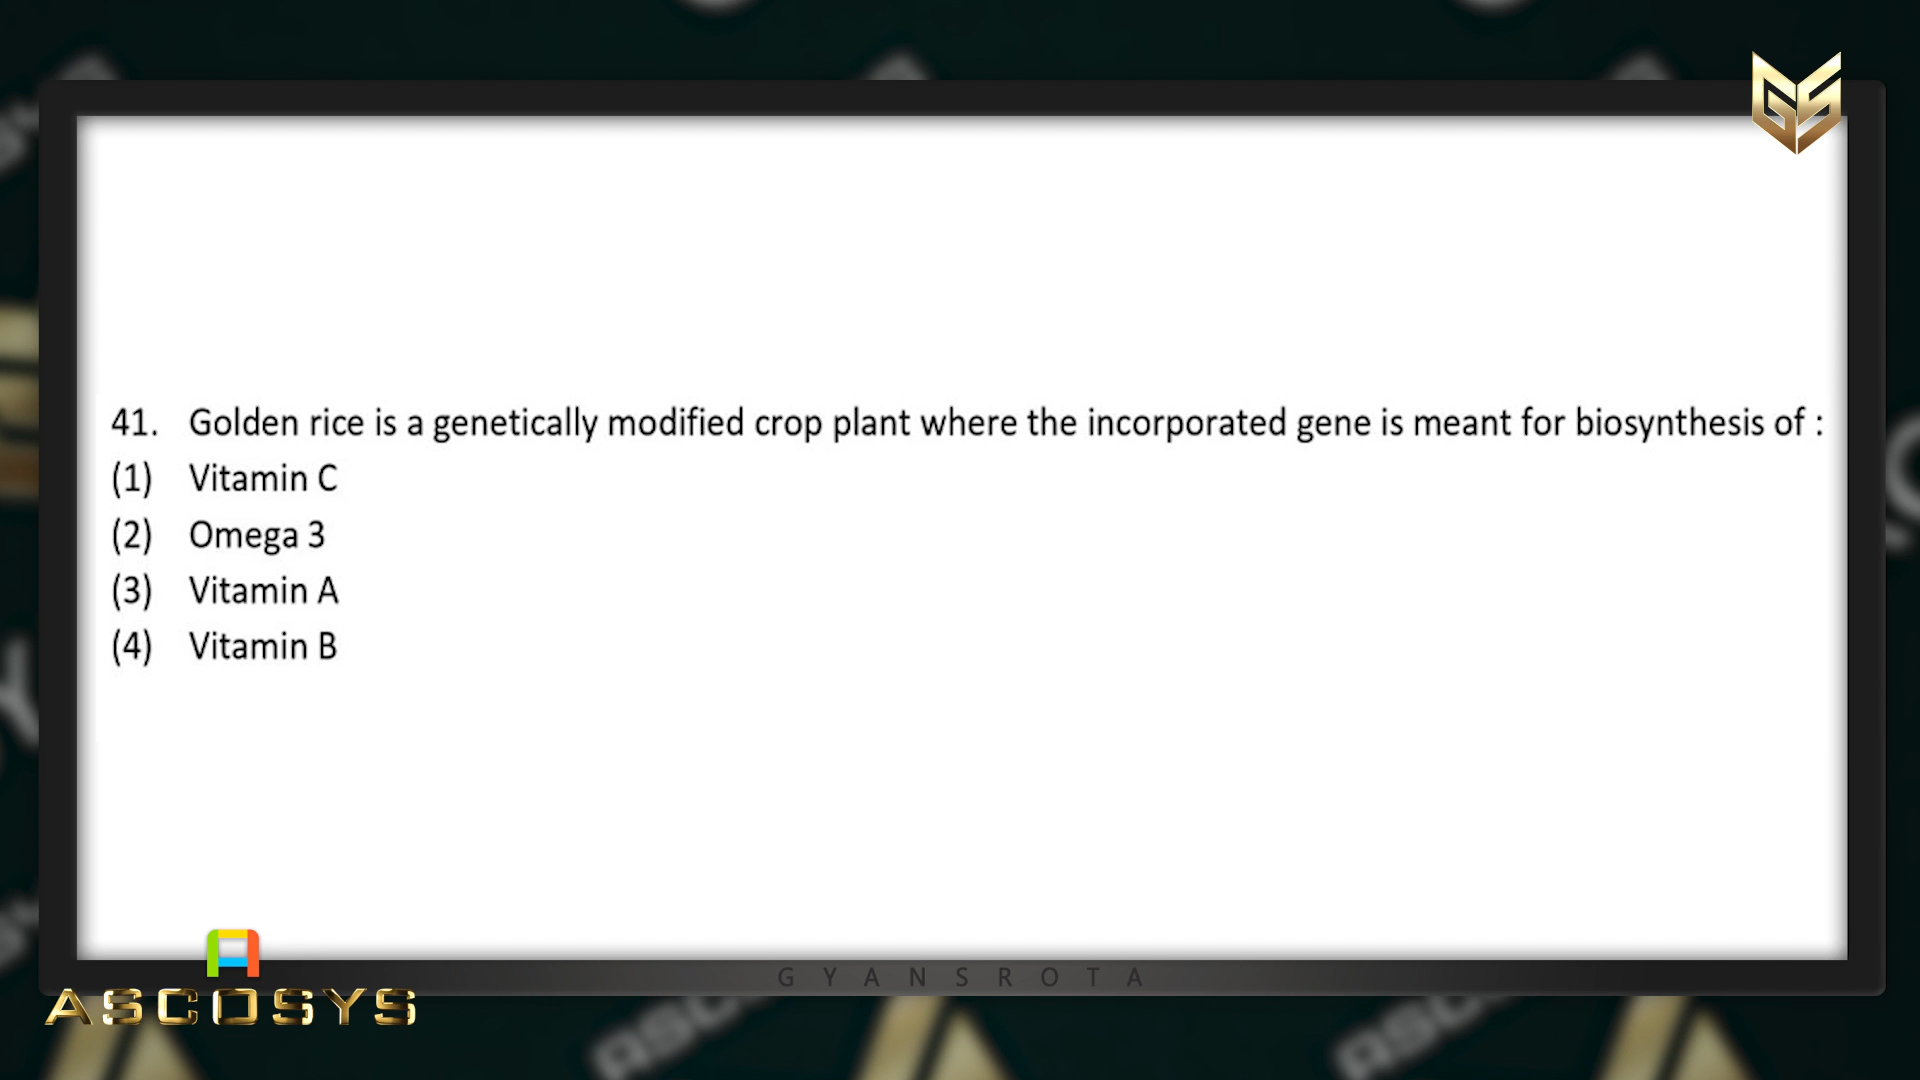 41. Golden rice is a genetically modified crop plant where the incorporated gene is meant for biosynthesis of :
(1) Vitamin C
(2) Omega 3
(3) Vitamin A
(4) Vitamin B
GYANSROTA
ASCOSYS